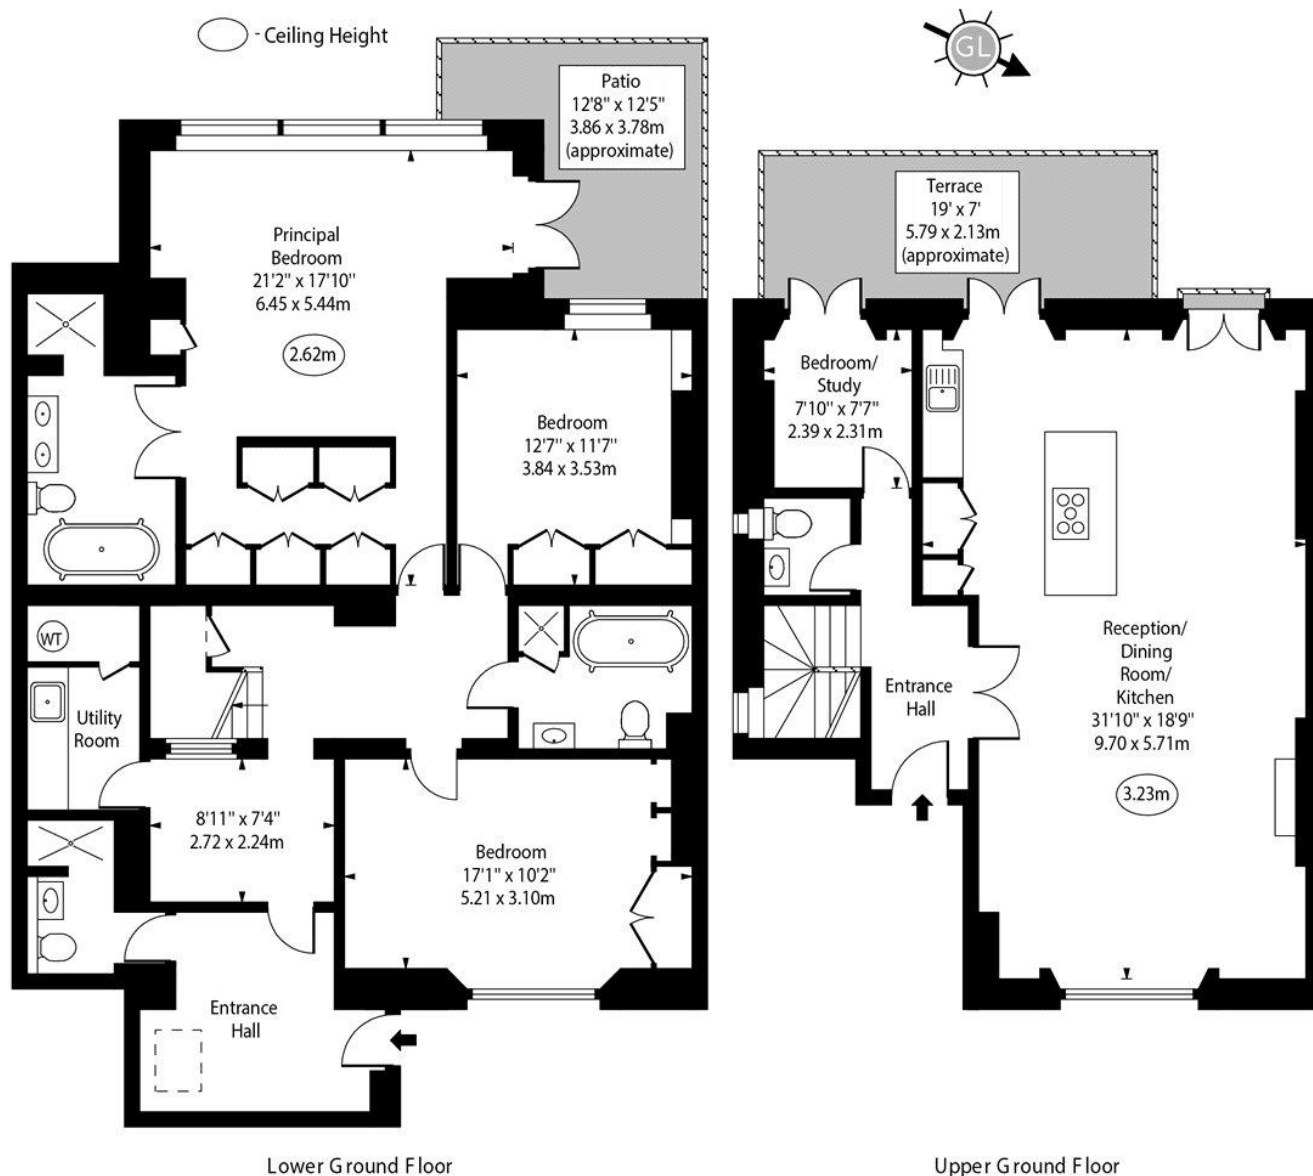 - Ceiling Height
GL
Patio
12'8" x 12'5"
3.86 x 3.78m
(approximate)
Principal
Bedroom
21'2" x 17'10"
6.45 x 5.44m
2.62m
Bedroom
12'7" x 11'7"
3.84 x 3.53m
WT
Utility
Room
8'11" x 7'4"
2.72 x 2.24m
Bedroom
17'1" x 10'2"
5.21 x 3.10m
Entrance
Hall
Lower Ground Floor
Terrace
19' x 7'
5.79 x 2.13m
(approximate)
Bedroom/
Study
7'10" x 7'7"
2.39 x 2.31m
Entrance
Hall
Reception/
Dining
Room/
Kitchen
31'10" x 18'9"
9.70 x 5.71m
3.23m
Upper Ground Floor